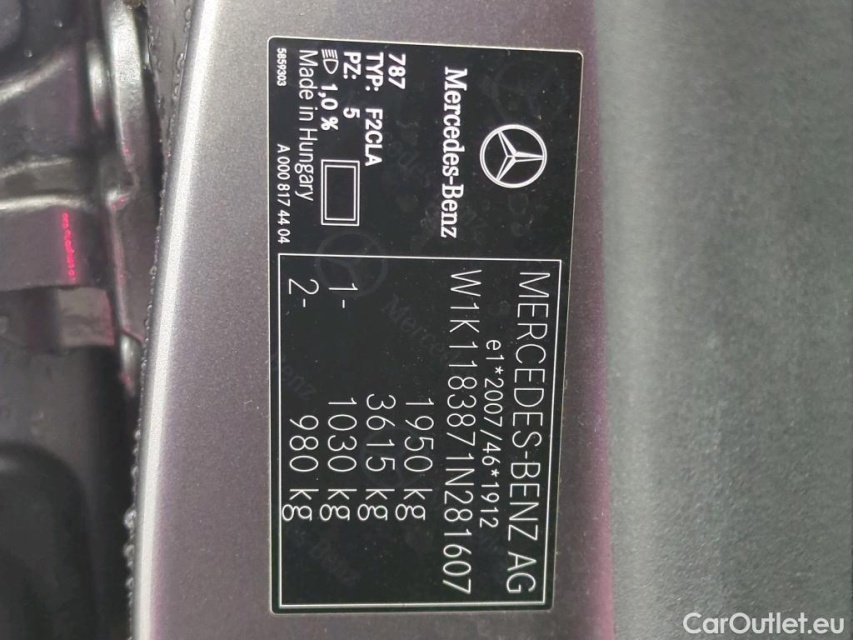 Mercedes-Benz
787
TYP: F2CLA
PZ: 5
1,0 %
Made in Hungary
5859303
A 000 817 44 04
MERCEDES-BENZ AG
e1*2007/46*1912
W1K1183871N281607
1950 kg
3615 kg
1- 1030 kg
2- 980 kg
CarOutlet.eu